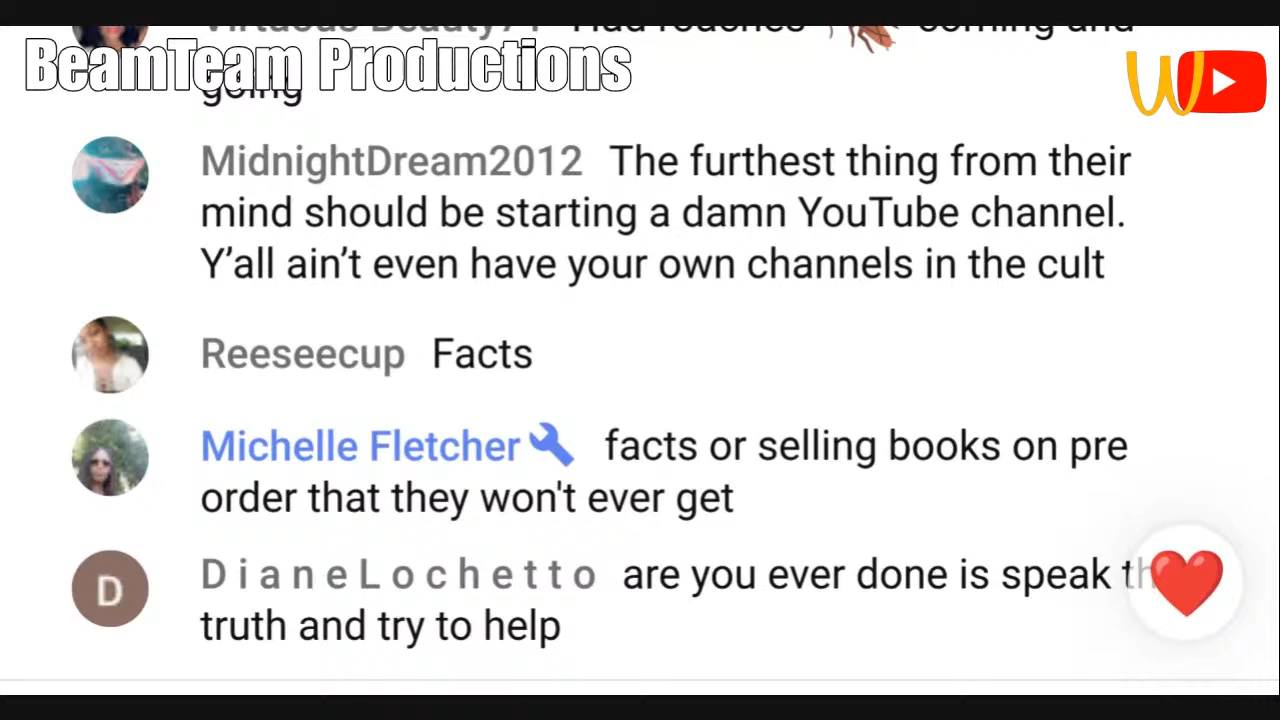 Virtuous Beauty71 Had roaches coming and
BeamTeam Productions
going
MidnightDream2012 The furthest thing from their
mind should be starting a damn YouTube channel.
Y'all ain't even have your own channels in the cult
Reeseecup Facts
Michelle Fletcher facts or selling books on pre
order that they won't ever get
D
D i a n e L o c h e t t o are you ever done is speak th
truth and try to help